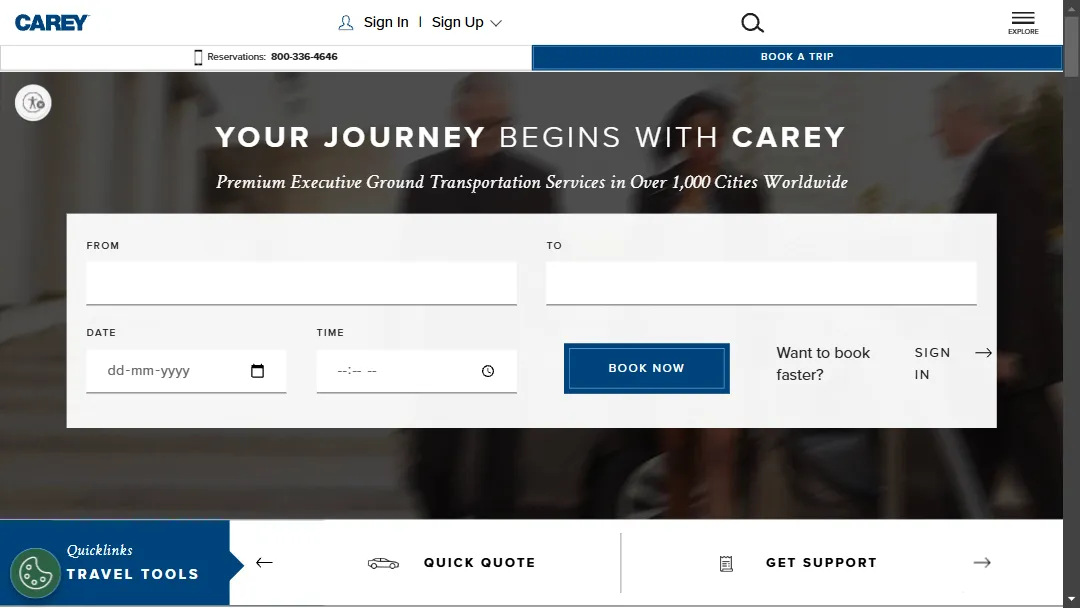 CAREY
Sign In | Sign Up
EXPLORE
Reservations: 800-336-4646
BOOK A TRIP
YOUR JOURNEY BEGINS WITH CAREY
Premium Executive Ground Transportation Services in Over 1,000 Cities Worldwide
FROM
TO
DATE
TIME
dd-mm-yyyy
--:-- --
BOOK NOW
Want to book
faster?
SIGN
IN
Quicklinks
TRAVEL TOOLS
QUICK QUOTE
GET SUPPORT